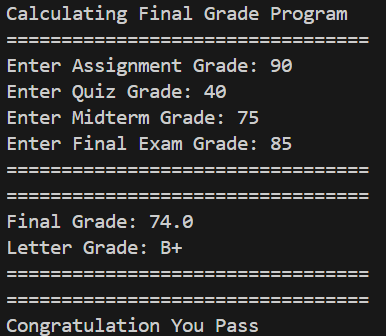 Calculating Final Grade Program
=================================
Enter Assignment Grade: 90
Enter Quiz Grade: 40
Enter Midterm Grade: 75
Enter Final Exam Grade: 85
=================================
=================================
Final Grade: 74.0
Letter Grade: B+
=================================
=================================
Congratulation You Pass